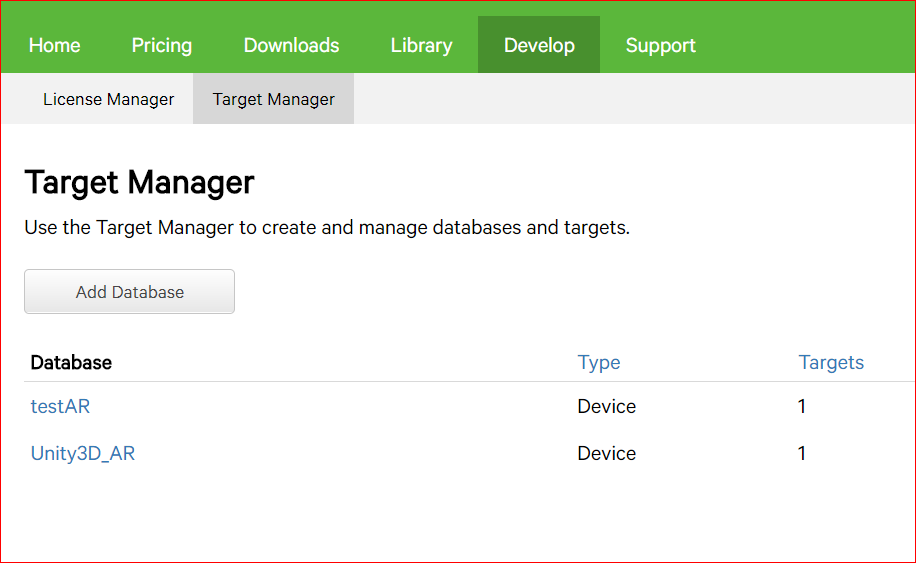 Home Pricing Downloads Library Develop Support
License Manager Target Manager
Target Manager
Use the Target Manager to create and manage databases and targets.
Add Database
Database Type Targets
testAR Device 1
Unity3D_AR Device 1